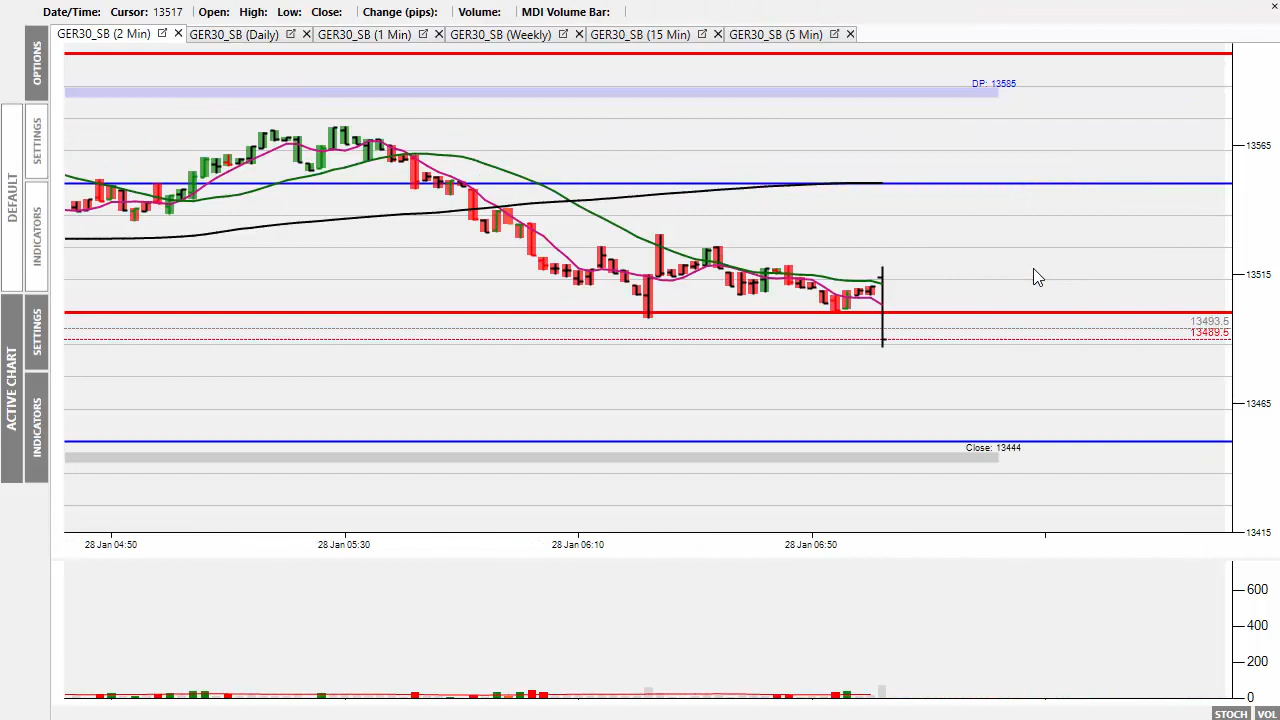 Date/Time: Cursor: 13517 Open: High: Low: Close: Change (pips): Volume: MDI Volume Bar:
GER30_SB (2 Min) GER30_SB (Daily) GER30_SB (1 Min) GER30_SB (Weekly) GER30_SB (15 Min) GER30_SB (5 Min)
OPTIONS
SETTINGS
DEFAULT
INDICATORS
SETTINGS
ACTIVE CHART
INDICATORS
DP: 13585
13565
13515
13493.5
13489.5
13465
Close: 13444
13415
28 Jan 04:50 28 Jan 05:30 28 Jan 06:10 28 Jan 06:50
600
400
200
0
STOCH VOL